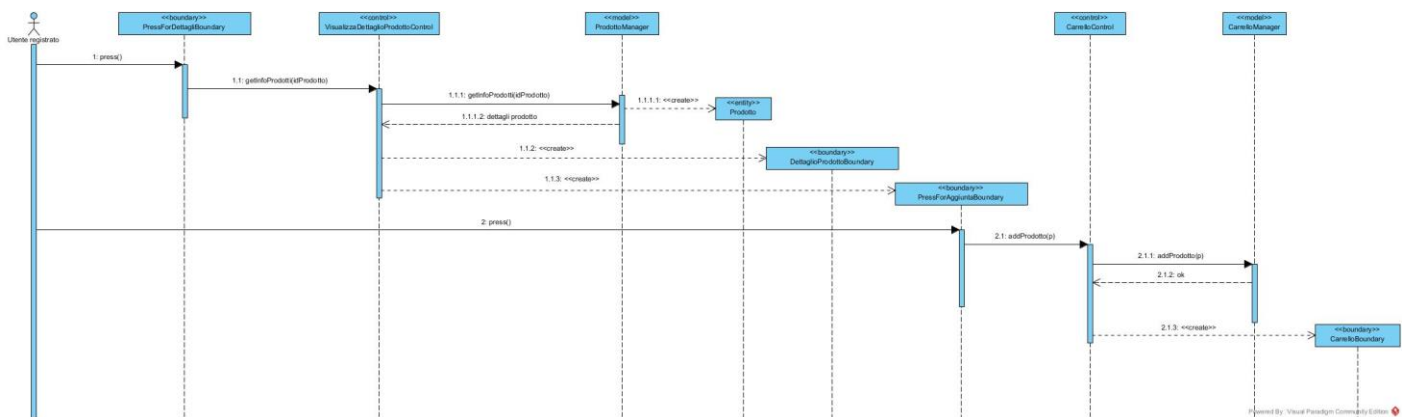 <<boundary>>
PressForDettagliBoundary
<<control>>
VisualizzaDettaglioProdottoControl
<<model>>
ProdottoManager
<<control>>
CarrelloControl
<<model>>
CarrelloManager
Utente registrato
1: press()
1.1: getInfoProdotti(idProdotto)
1.1.1: getInfoProdotti(idProdotto)
1.1.1.1: <<create>>
<<entity>>
Prodotto
1.1.1.2: dettagli prodotto
1.1.2: <<create>>
<<boundary>>
DettaglioProdottoBoundary
1.1.3: <<create>>
<<boundary>>
PressForAggiuntaBoundary
2: press()
2.1: addProdotto(p)
2.1.1: addProdotto(p)
2.1.2: ok
2.1.3: <<create>>
<<boundary>>
CarrelloBoundary
Powered By Visual Paradigm Community Edition